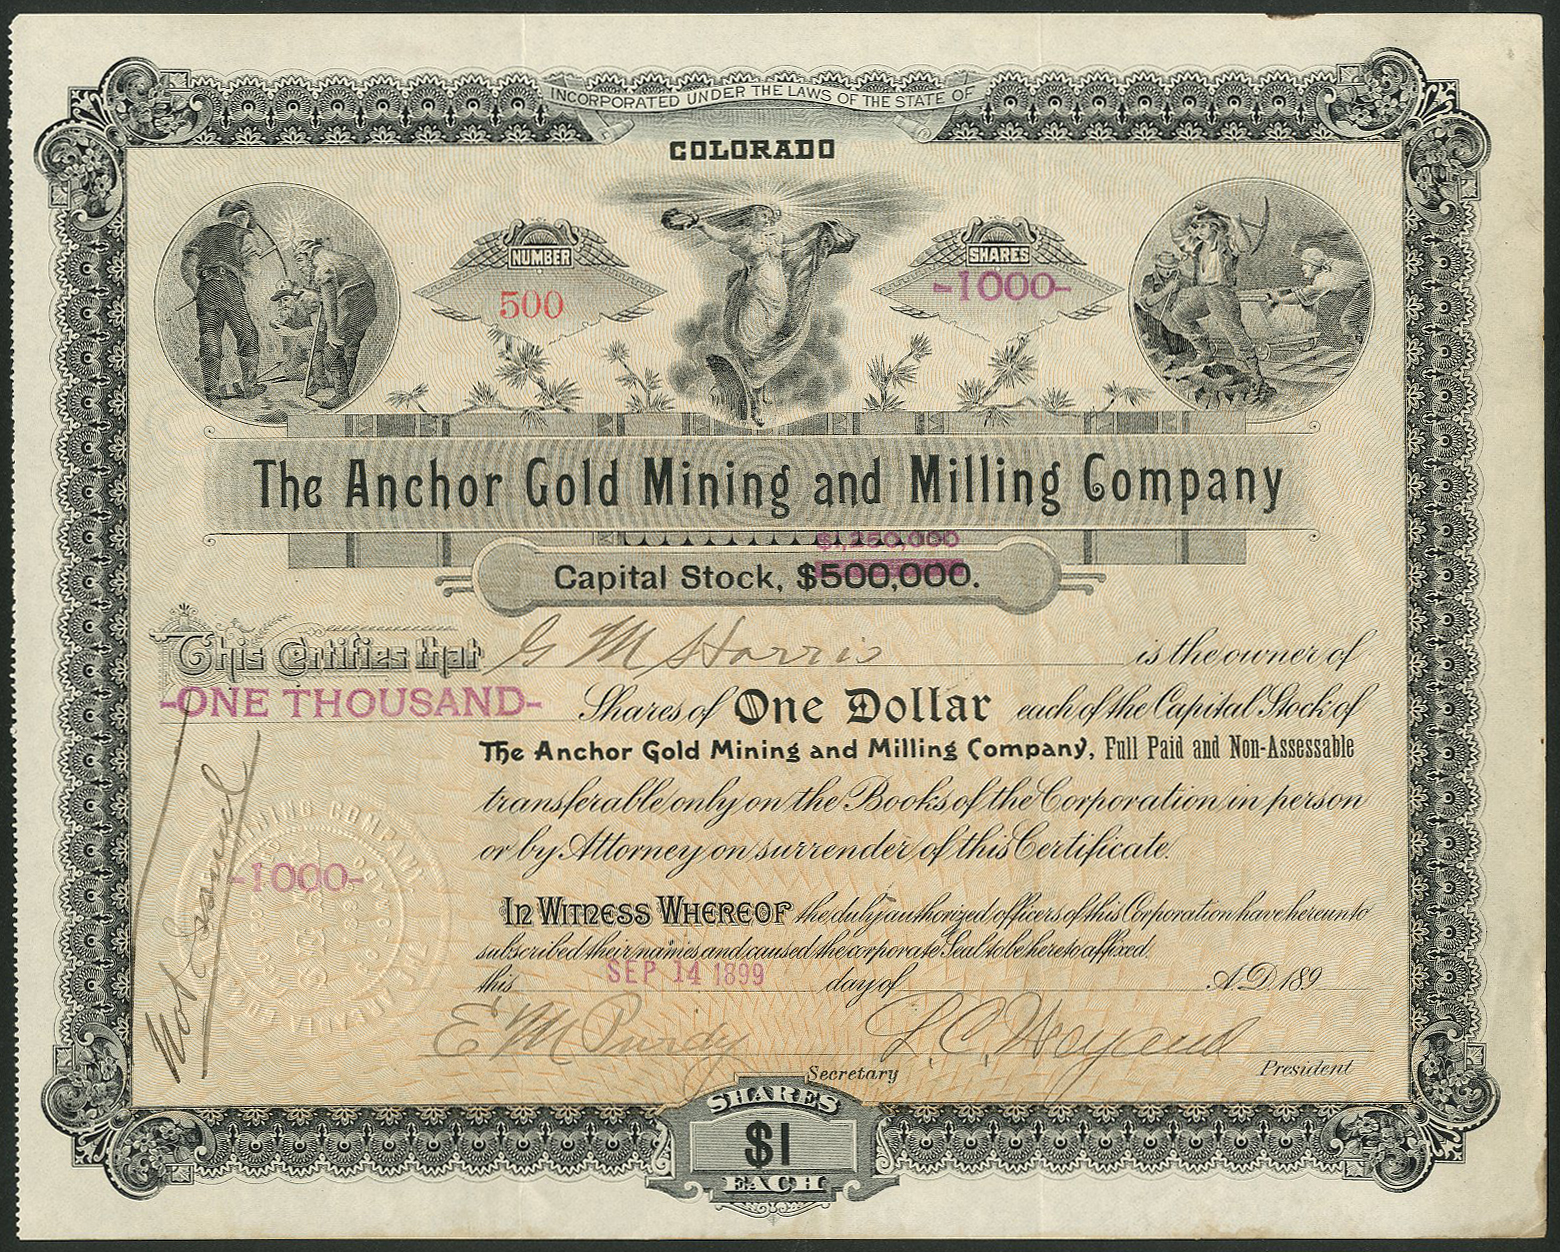 INCORPORATED UNDER THE LAWS OF THE STATE OF
COLORADO
NUMBER
500
SHARES
-1000-
The Anchor Gold Mining and Milling Company
$1,250,000
Capital Stock, $500,000.
This Certifies that G M Harris is the owner of
-ONE THOUSAND- Shares of One Dollar each of the Capital Stock of
The Anchor Gold Mining and Milling Company, Full Paid and Non-Assessable
transferable only on the Books of the Corporation in person
or by Attorney on surrender of this Certificate.
Not Issued
MINING COMPANY
-1000-
In Witness Whereof the duly authorized officers of this Corporation have hereunto
subscribed their names and caused the corporate Seal to be hereto affixed.
this SEP 14 1899 day of A.D. 189
E M Purdy L. C. Weyand
Secretary
President
SHARES
$1
EACH